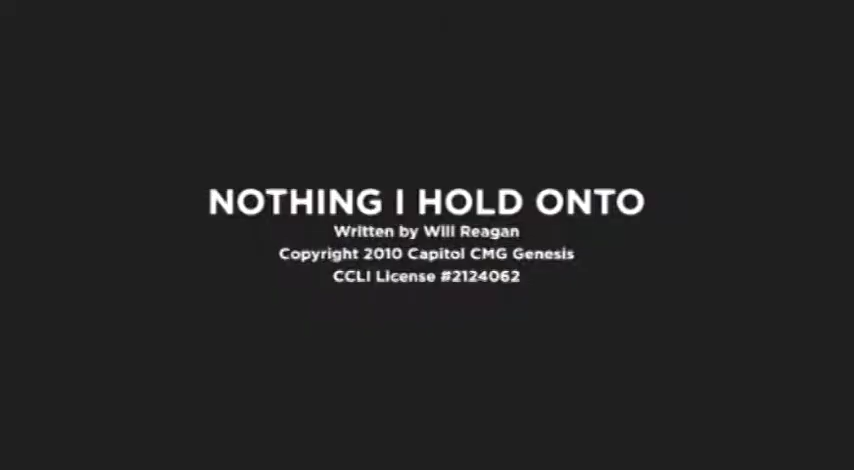 NOTHING I HOLD ONTO
Written by Will Reagan
Copyright 2010 Capitol CMG Genesis
CCLI License #2124062